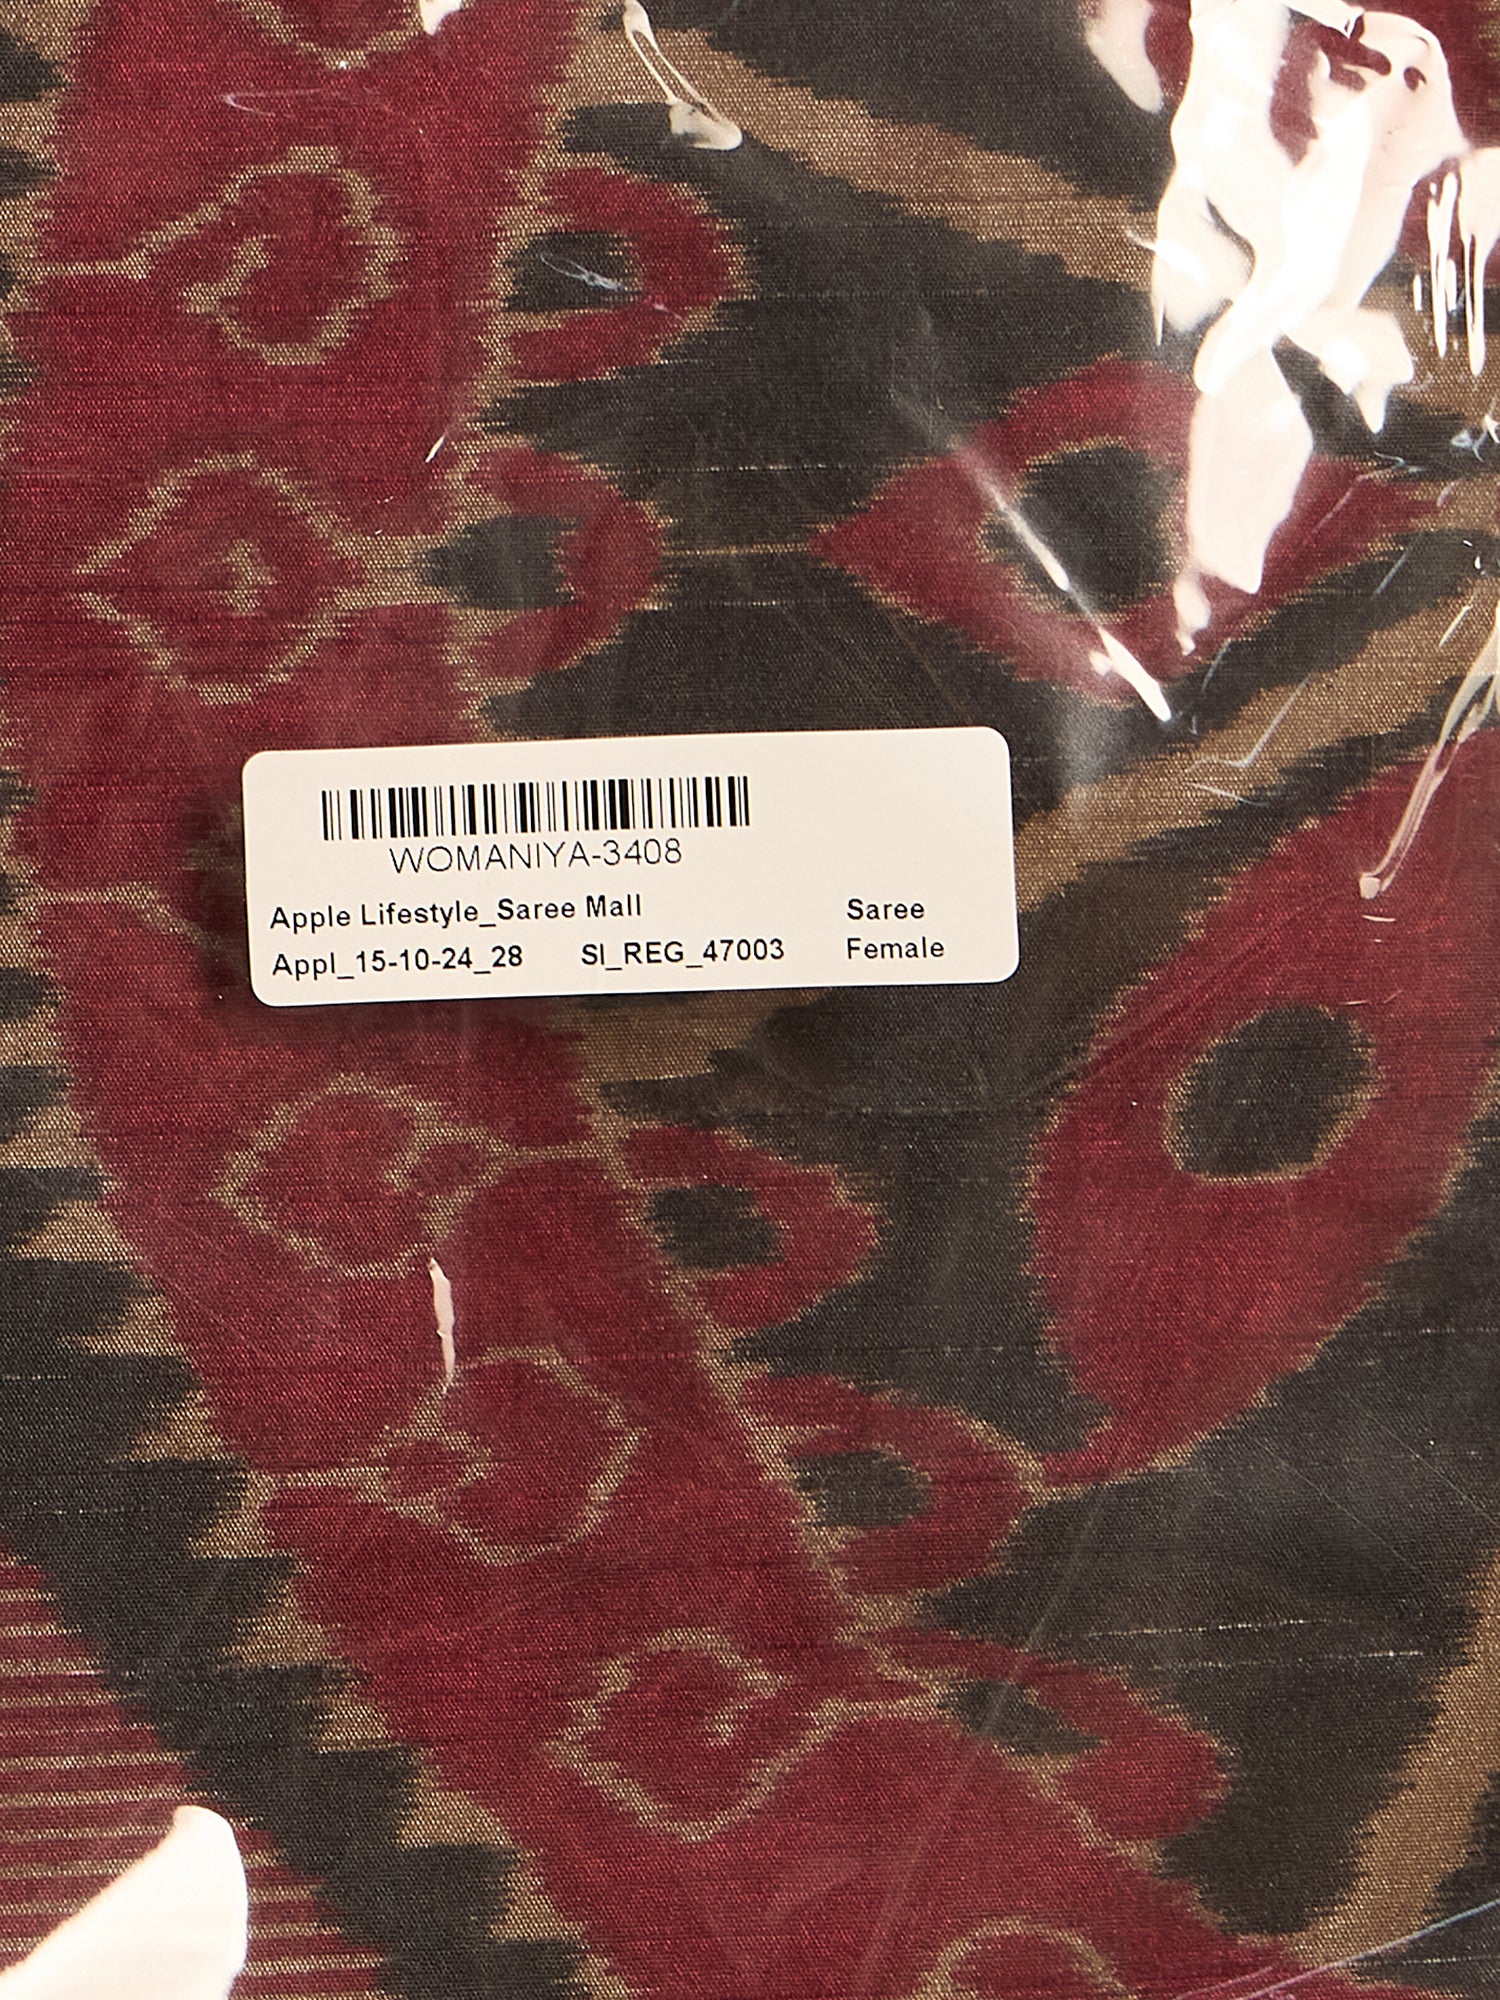 WOMANIYA-3408
Apple Lifestyle_Saree Mall Saree
Appl_15-10-24_28 SI_REG_47003 Female